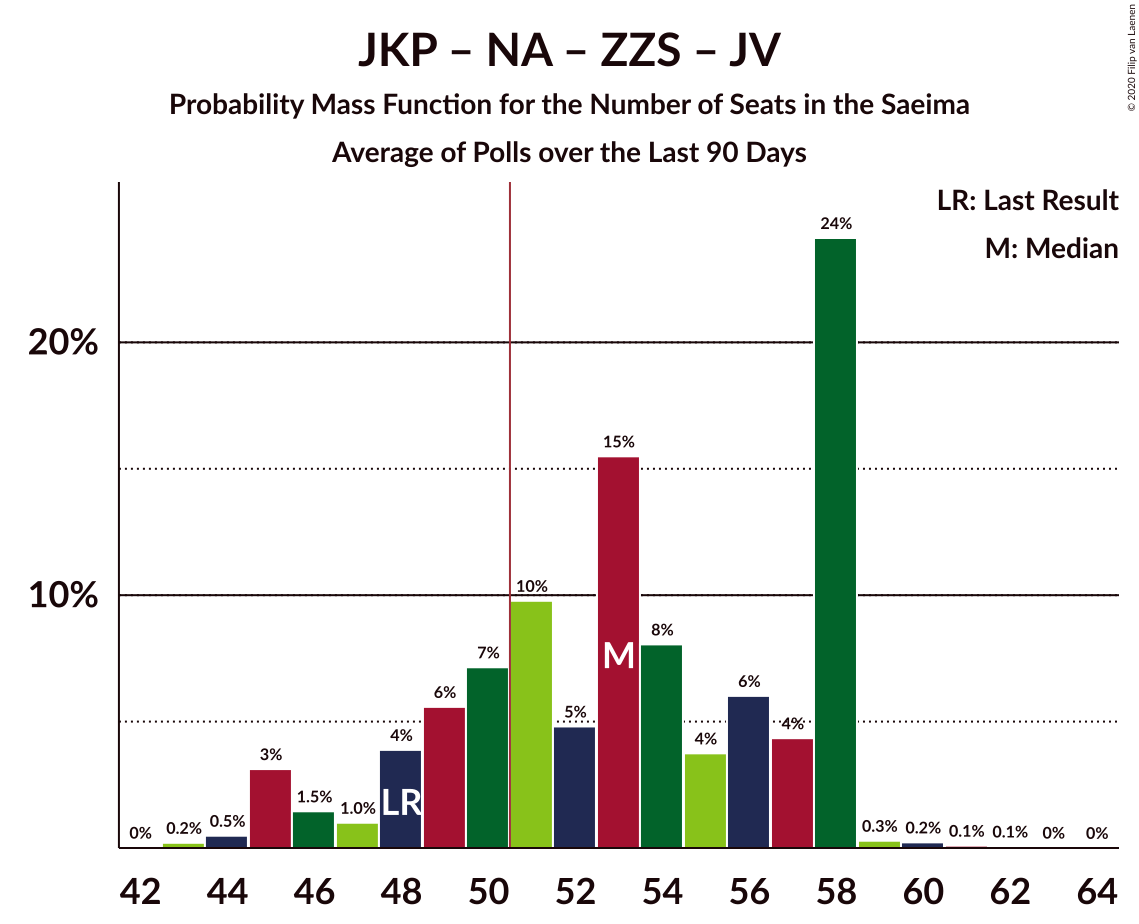 JKP – NA – ZZS – JV
Probability Mass Function for the Number of Seats in the Saeima
Average of Polls over the Last 90 Days
© 2020 Filip van Laenen
LR: Last Result
M: Median
20%
10%
0%
0.2%
0.5%
3%
1.5%
1.0%
4%
6%
7%
10%
5%
15%
8%
4%
6%
4%
24%
0.3%
0.2%
0.1%
0.1%
0%
0%
LR
M
42 44 46 48 50 52 54 56 58 60 62 64